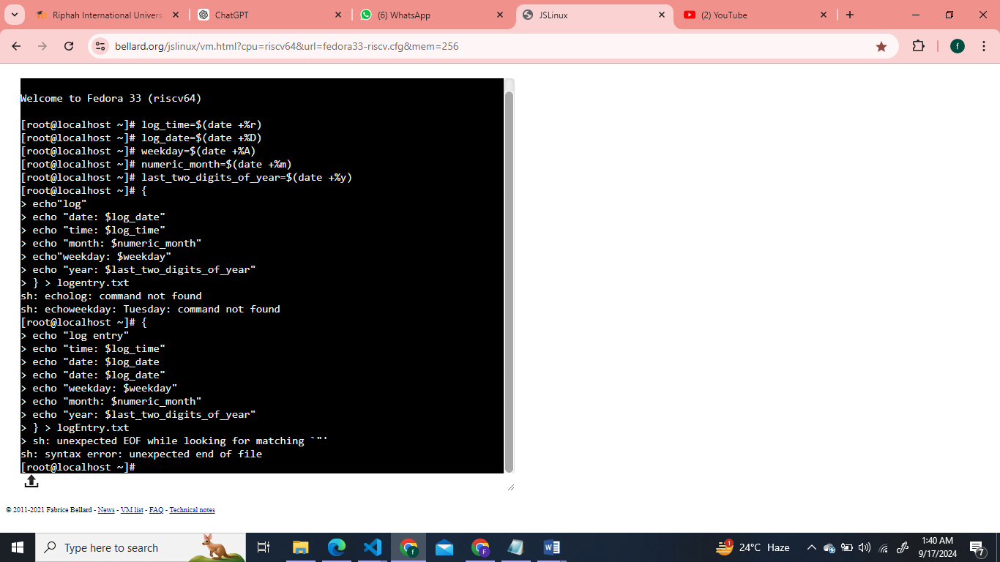 Riphah International Univers
ChatGPT
(6) WhatsApp
JSLinux
(2) YouTube
bellard.org/jslinux/vm.html?cpu=riscv64&url=fedora33-riscv.cfg&mem=256
f
Welcome to Fedora 33 (riscv64)
[root@localhost ~]# log_time=$(date +%r)
[root@localhost ~]# log_date=$(date +%D)
[root@localhost ~]# weekday=$(date +%A)
[root@localhost ~]# numeric_month=$(date +%m)
[root@localhost ~]# last_two_digits_of_year=$(date +%y)
[root@localhost ~]# {
> echo"log"
> echo "date: $log_date"
> echo "time: $log_time"
> echo "month: $numeric_month"
> echo"weekday: $weekday"
> echo "year: $last_two_digits_of_year"
> } > logentry.txt
sh: echolog: command not found
sh: echoweekday: Tuesday: command not found
[root@localhost ~]# {
> echo "log entry"
> echo "time: $log_time"
> echo "date: $log_date
> echo "date: $log_date"
> echo "weekday: $weekday"
> echo "month: $numeric_month"
> echo "year: $last_two_digits_of_year"
> } > logEntry.txt
> sh: unexpected EOF while looking for matching `"'
sh: syntax error: unexpected end of file
[root@localhost ~]#
© 2011-2021 Fabrice Bellard - News - VM list - FAQ - Technical notes
Type here to search
f
F
W
1
24°C Haze
1:40 AM
9/17/2024
7